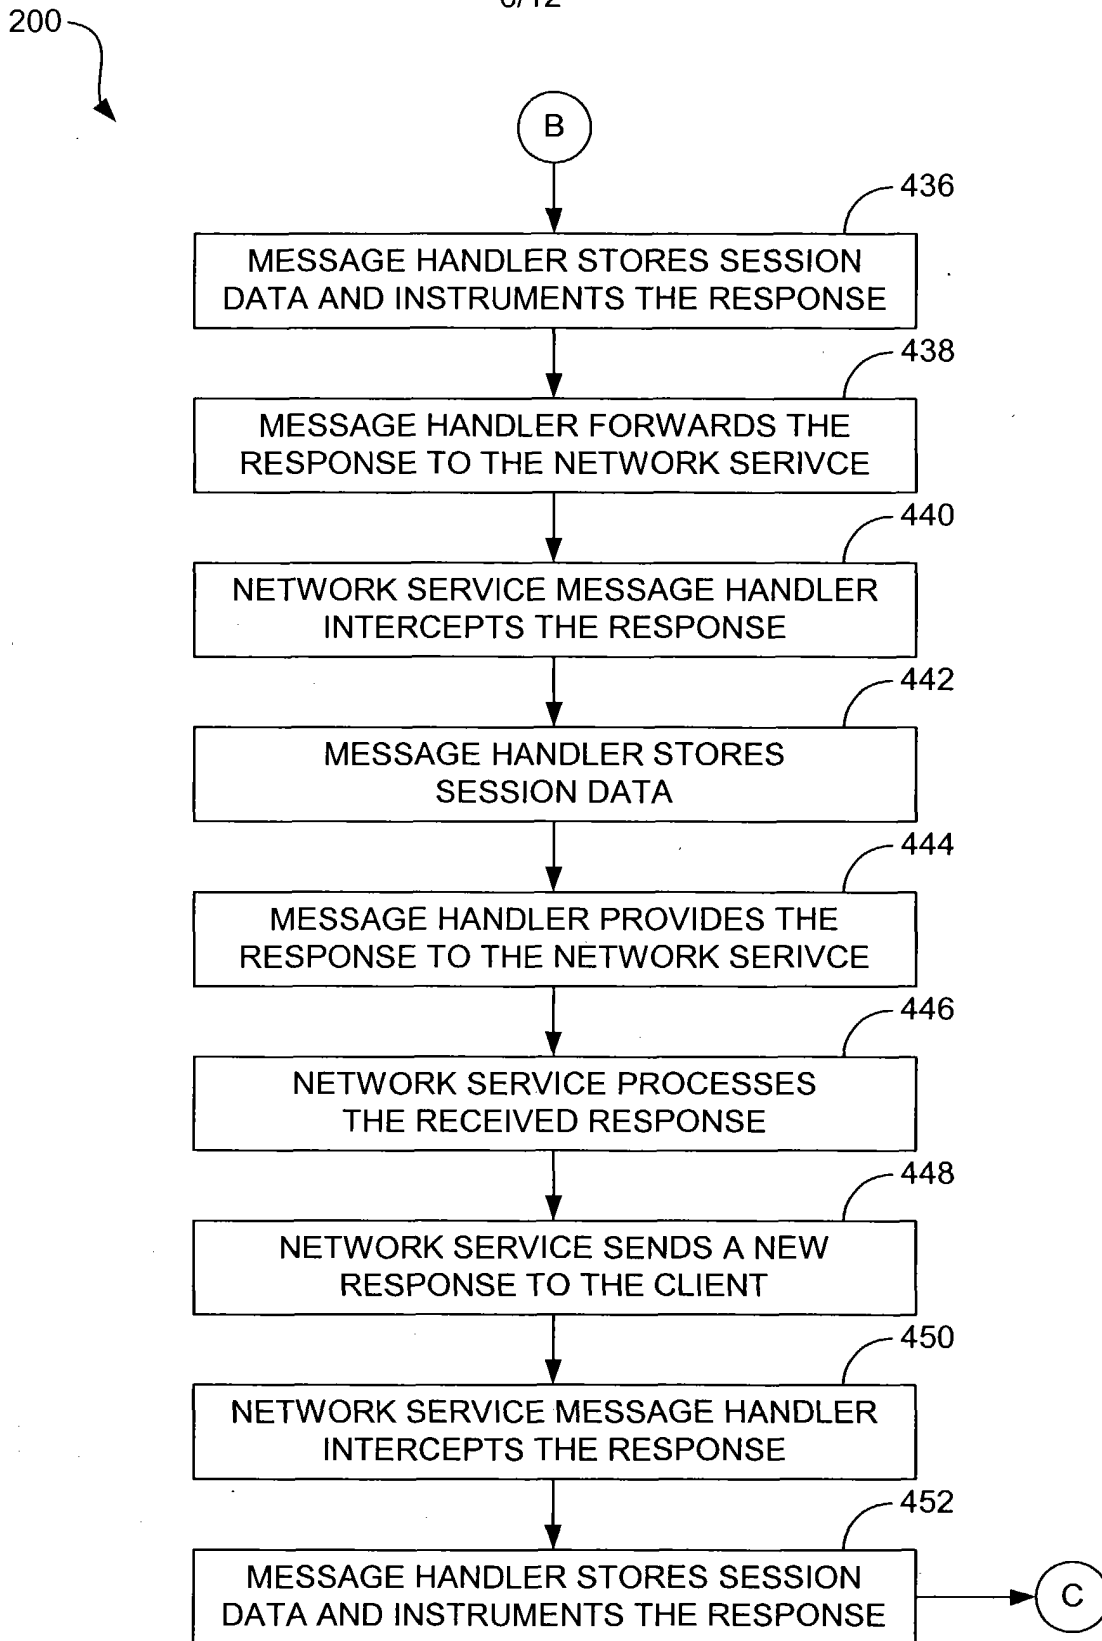 6/12
200
B
436
MESSAGE HANDLER STORES SESSION
DATA AND INSTRUMENTS THE RESPONSE
438
MESSAGE HANDLER FORWARDS THE
RESPONSE TO THE NETWORK SERIVCE
440
NETWORK SERVICE MESSAGE HANDLER
INTERCEPTS THE RESPONSE
442
MESSAGE HANDLER STORES
SESSION DATA
444
MESSAGE HANDLER PROVIDES THE
RESPONSE TO THE NETWORK SERIVCE
446
NETWORK SERVICE PROCESSES
THE RECEIVED RESPONSE
448
NETWORK SERVICE SENDS A NEW
RESPONSE TO THE CLIENT
450
NETWORK SERVICE MESSAGE HANDLER
INTERCEPTS THE RESPONSE
452
MESSAGE HANDLER STORES SESSION
DATA AND INSTRUMENTS THE RESPONSE
C